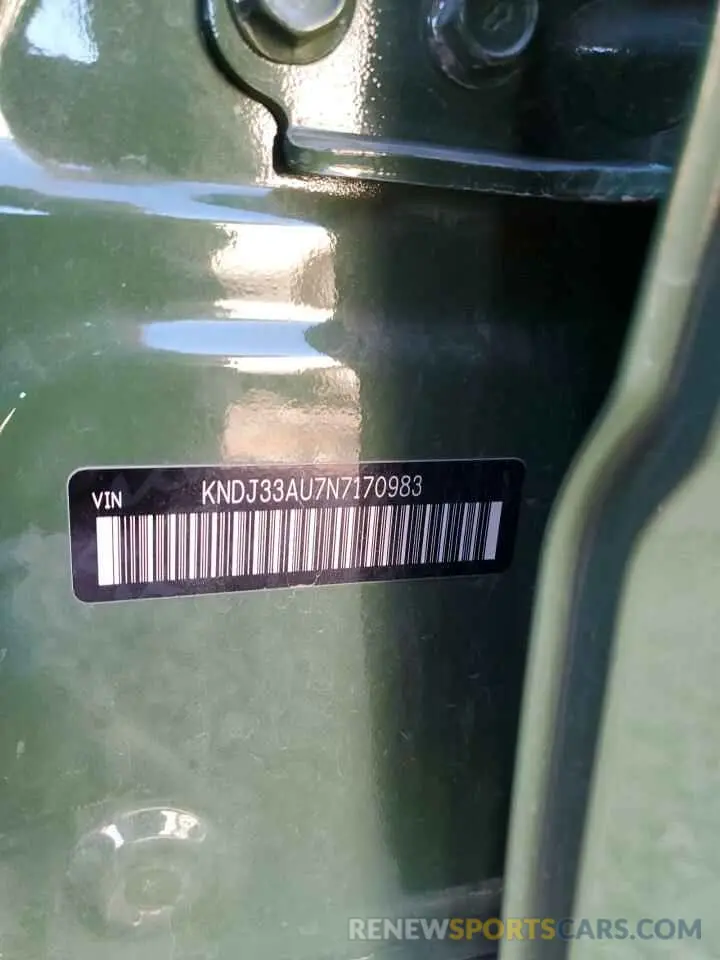 VIN KNDJ33AU7N7170983
RENEWSPORTSCARS.COM